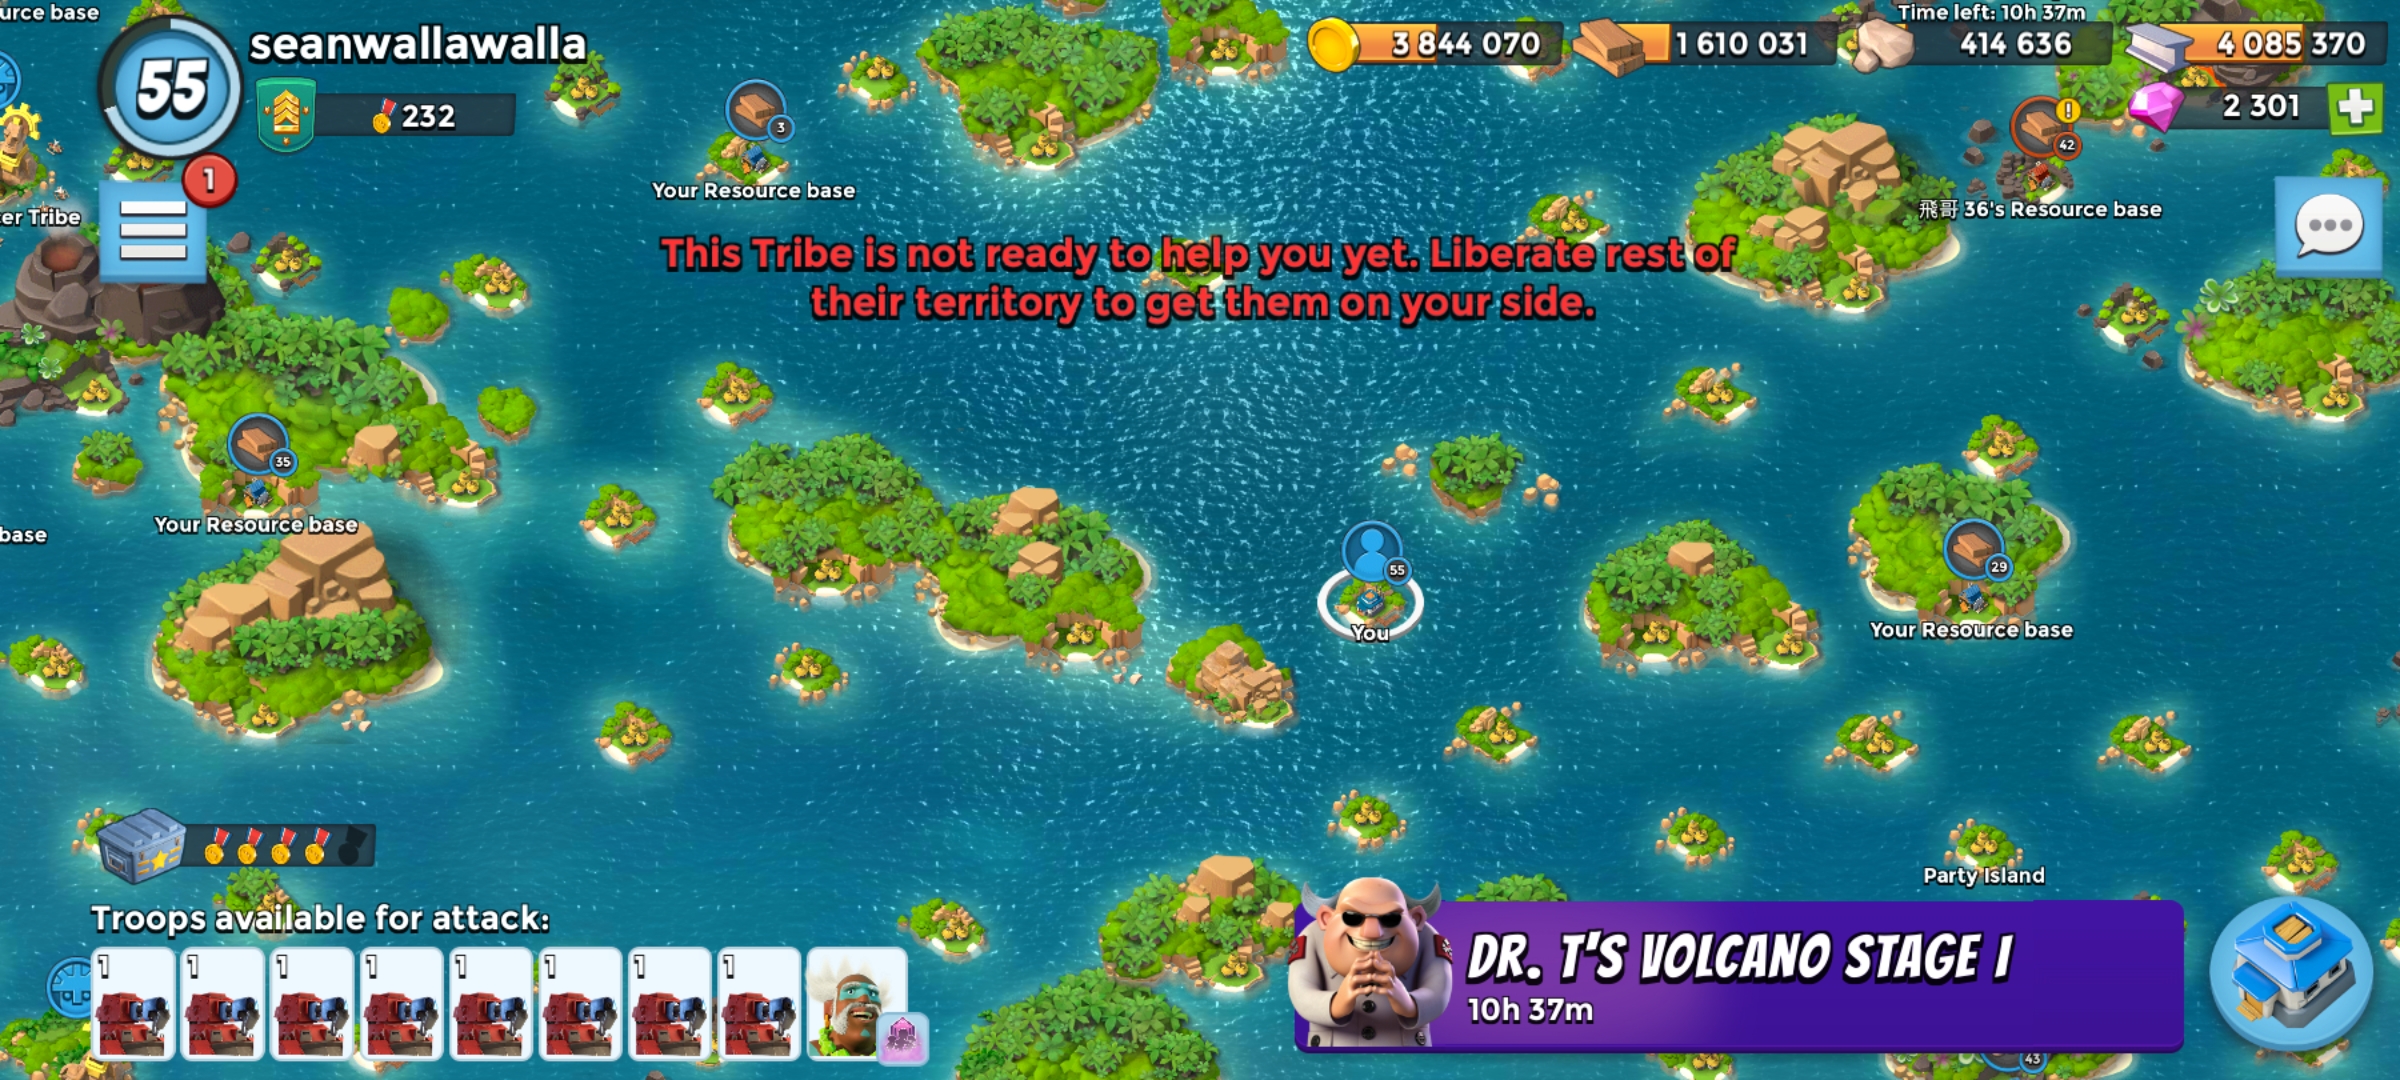 urce base
Time left: 10h 37m
55
seanwallawalla
232
3 844 070
1 610 031
414 636
4 085 370
2 301
3
Your Resource base
42
飛哥 36's Resource base
1
er Tribe
This Tribe is not ready to help you yet. Liberate rest of
their territory to get them on your side.
35
Your Resource base
base
55
You
29
Your Resource base
Party Island
Troops available for attack:
1
1
1
1
1
1
1
1
DR. T'S VOLCANO STAGE I
10h 37m
43